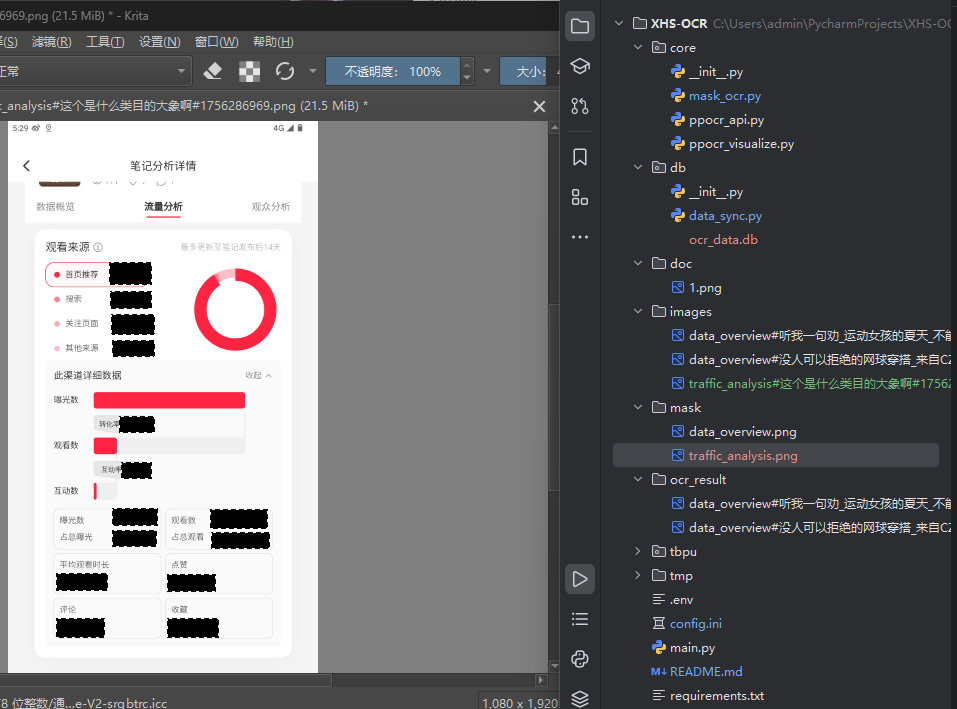 6969.png (21.5 MiB) * - Krita
(S) 滤镜(R) 工具(T) 设置(N) 窗口(W) 帮助(H)
正常 不透明度: 100% 大小:
_analysis#这个是什么类目的大象啊#1756286969.png (21.5 MiB) *
5:29 4G
笔记分析详情
数据概览 流量分析 观众分析
观看来源 最多更新至笔记发布后14天
首页推荐
搜索
关注页面
其他来源
此渠道详细数据 收起
曝光数
转化率
观看数
互动率
互动数
曝光数 观看数
占总曝光 占总观看
平均观看时长 点赞
评论 收藏
8 位整数/通...e-V2-srgbtrc.icc 1,080 x 1,920
XHS-OCR C:\Users\admin\PycharmProjects\XHS-OC
core
__init__.py
mask_ocr.py
ppocr_api.py
ppocr_visualize.py
db
__init__.py
data_sync.py
ocr_data.db
doc
1.png
images
data_overview#听我一句劝_运动女孩的夏天_不能
data_overview#没人可以拒绝的网球穿搭_来自CZ
traffic_analysis#这个是什么类目的大象啊#17562
mask
data_overview.png
traffic_analysis.png
ocr_result
data_overview#听我一句劝_运动女孩的夏天_不能
data_overview#没人可以拒绝的网球穿搭_来自CZ
tbpu
tmp
.env
config.ini
main.py
M↓ README.md
requirements.txt